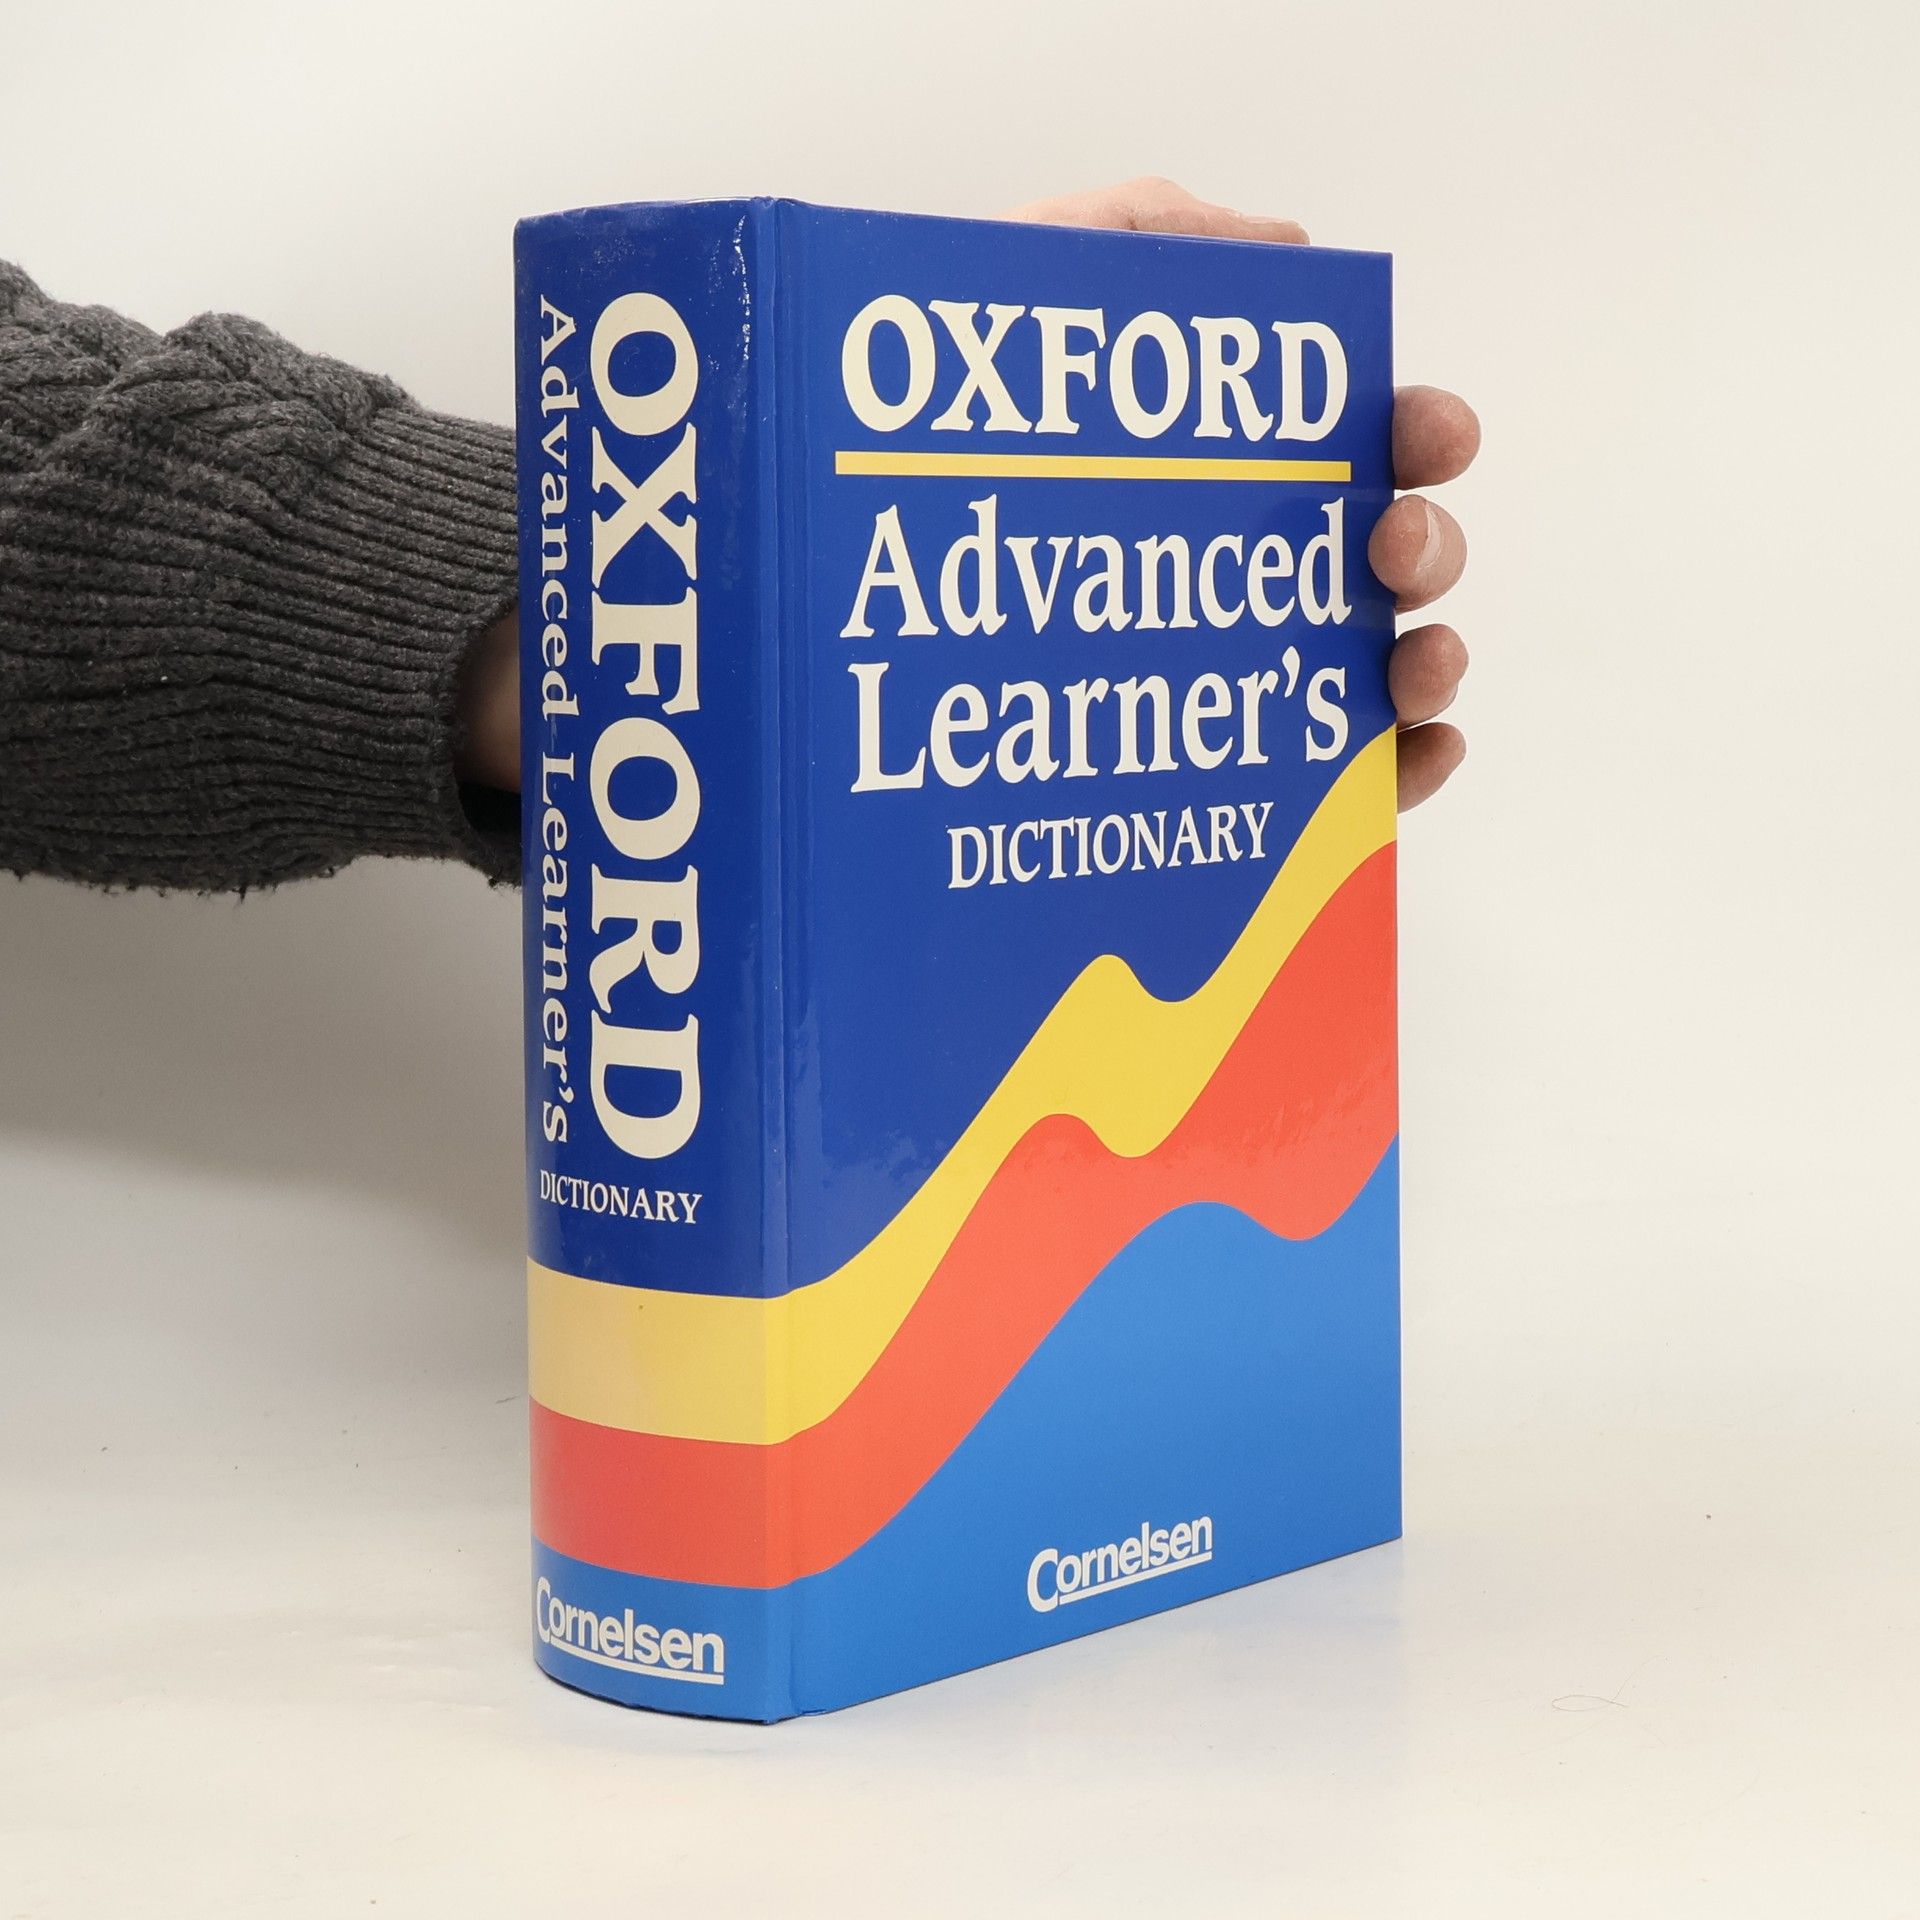 OXFORD
Advanced Learner's
DICTIONARY
Cornelsen
OXFORD
Advanced
Learner's
DICTIONARY
Cornelsen